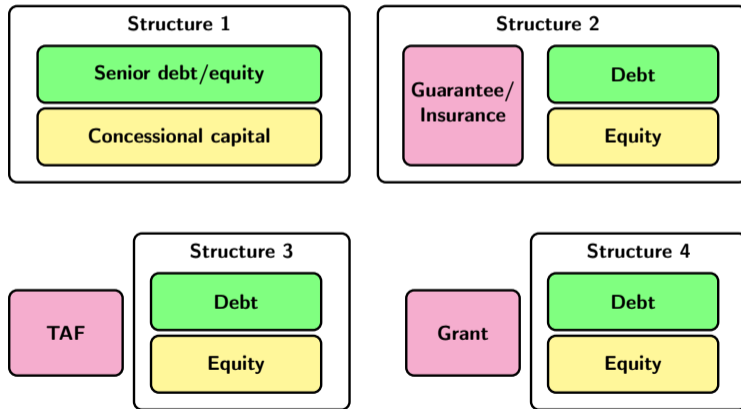 Structure 1
Senior debt/equity
Concessional capital
Structure 2
Guarantee/
Insurance
Debt
Equity
Structure 3
TAF
Debt
Equity
Structure 4
Grant
Debt
Equity